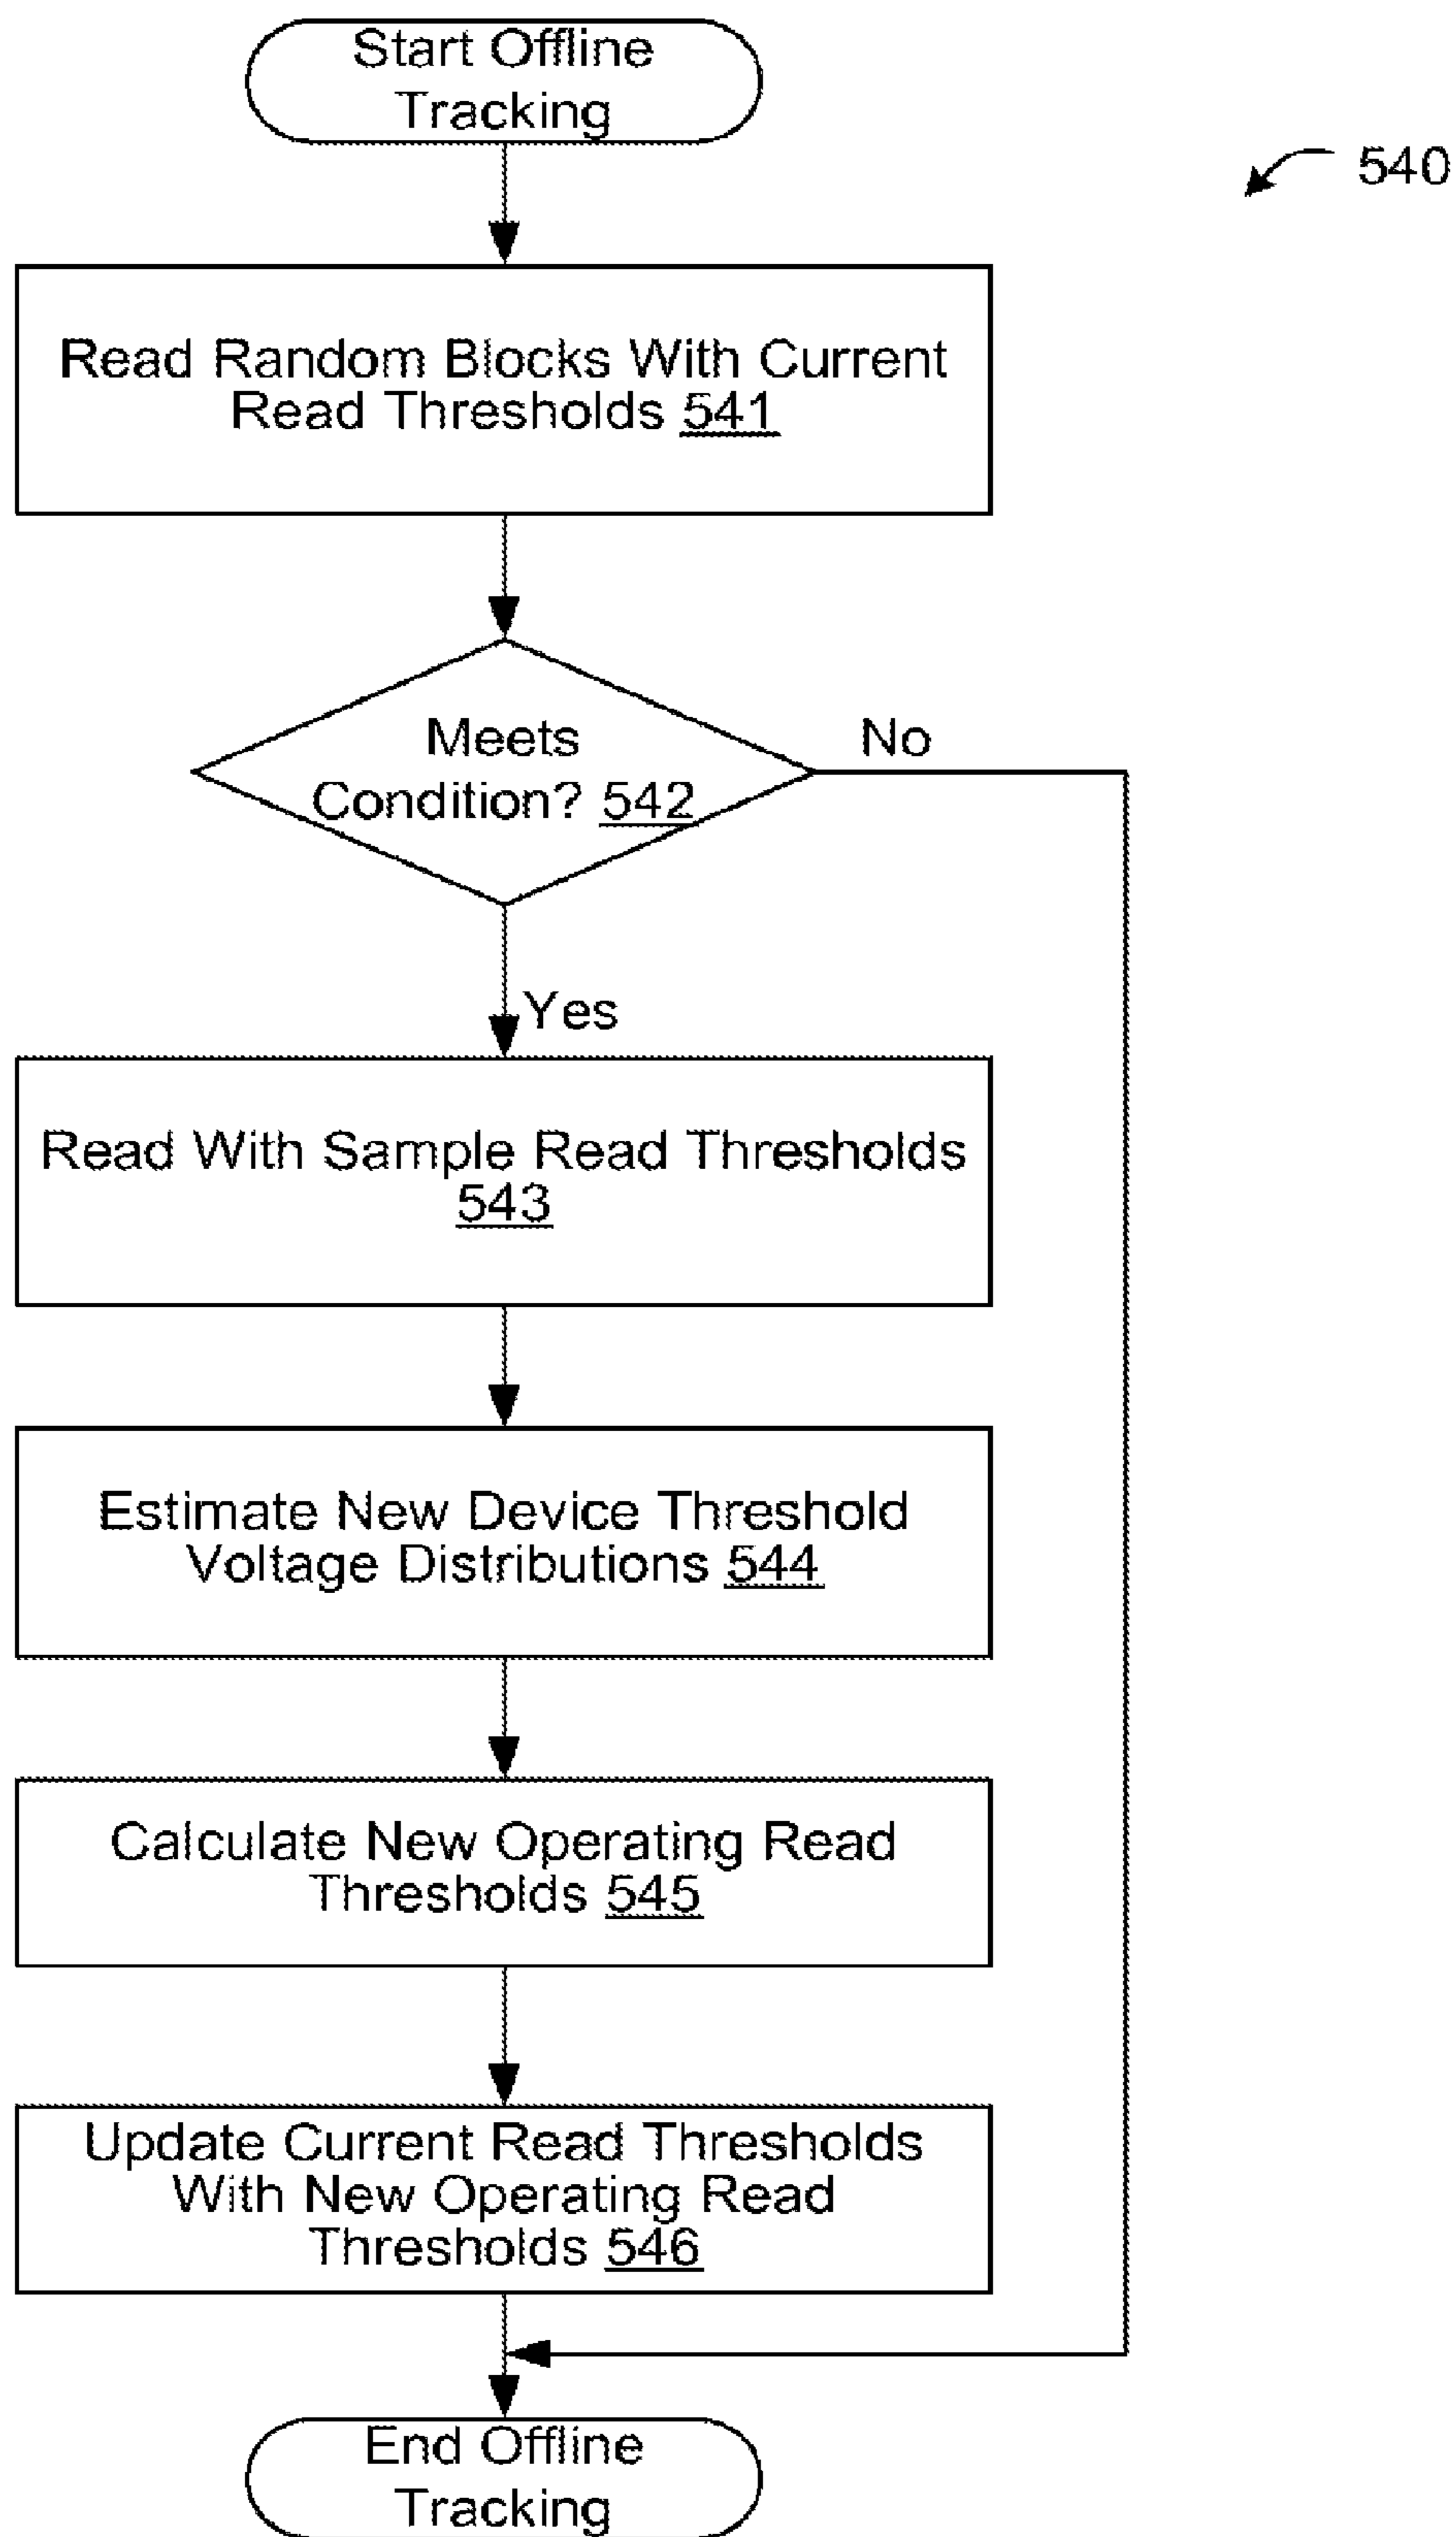 Start Offline
Tracking
540
Read Random Blocks With Current
Read Thresholds 541
Meets
Condition? 542
No
Yes
Read With Sample Read Thresholds
543
Estimate New Device Threshold
Voltage Distributions 544
Calculate New Operating Read
Thresholds 545
Update Current Read Thresholds
With New Operating Read
Thresholds 546
End Offline
Tracking